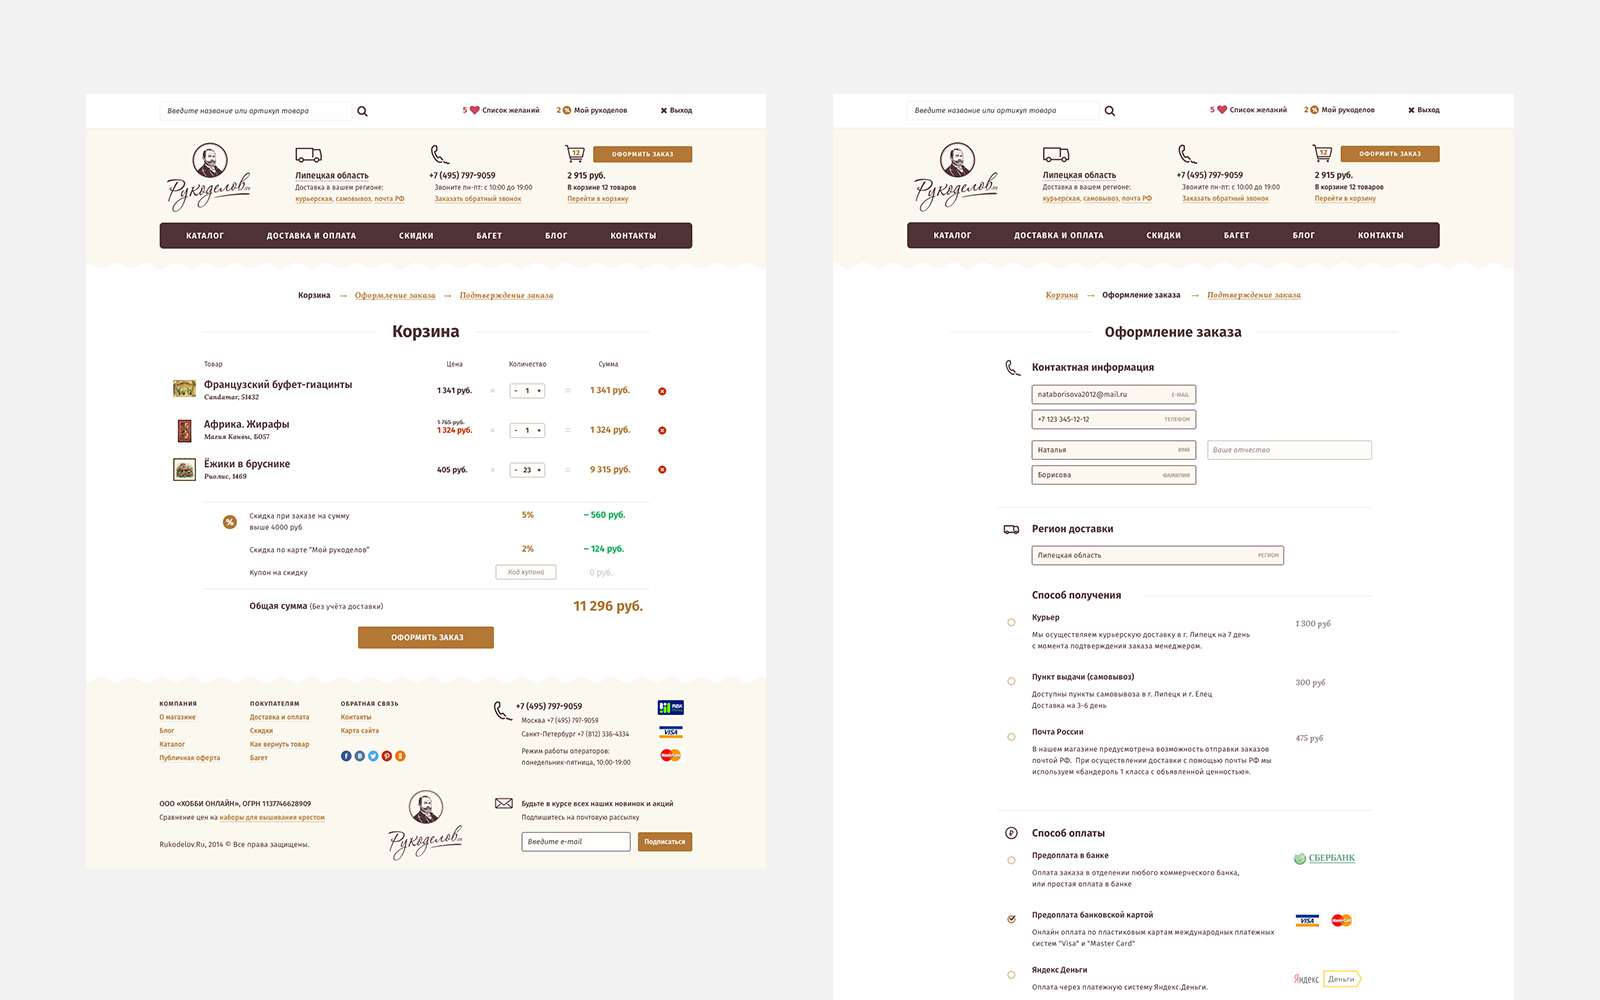 Введите название или артикул товара
5 Список желаний
2 Мой рукоделов
Выход
Рукоделов.ру
Липецкая область
Доставка в вашем регионе:
курьерская, самовывоз, почта РФ
+7 (495) 797-9059
Звоните пн-пт: с 10:00 до 19:00
Заказать обратный звонок
12
ОФОРМИТЬ ЗАКАЗ
2 915 руб.
В корзине 12 товаров
Перейти в корзину
КАТАЛОГ ДОСТАВКА И ОПЛАТА СКИДКИ БАГЕТ БЛОГ КОНТАКТЫ
Корзина → Оформление заказа → Подтверждение заказа
Корзина
Товар Цена Количество Сумма
Французский буфет-гиацинты
Candamar, 51432
1 341 руб. × - 1 + = 1 341 руб.
Африка. Жирафы
Магия Канвы, Б057
1 765 руб.
1 324 руб. × - 1 + = 1 324 руб.
Ёжики в бруснике
Риолис, 1469
405 руб. × - 23 + = 9 315 руб.
%
Скидка при заказе на сумму
выше 4000 руб
5% – 560 руб.
Скидка по карте "Мой рукоделов" 2% – 124 руб.
Купон на скидку Код купона 0 руб.
Общая сумма (Без учёта доставки) 11 296 руб.
ОФОРМИТЬ ЗАКАЗ
КОМПАНИЯ
О магазине
Блог
Каталог
Публичная оферта
ПОКУПАТЕЛЯМ
Доставка и оплата
Скидки
Как вернуть товар
Багет
ОБРАТНАЯ СВЯЗЬ
Контакты
Карта сайта
+7 (495) 797-9059
Москва +7 (495) 797-9059
Санкт-Петербург +7 (812) 336-4334
Режим работы операторов:
понедельник-пятница, 10:00-19:00
RBK
VISA
MasterCard
ООО «ХОББИ ОНЛАЙН», ОГРН 1137746628909
Сравнение цен на наборы для вышивания крестом
Rukodelov.Ru, 2014 © Все права защищены.
Рукоделов.ру
Будьте в курсе всех наших новинок и акций
Подпишитесь на почтовую рассылку
Введите e-mail
Подписаться
Введите название или артикул товара
5 Список желаний
2 Мой рукоделов
Выход
Рукоделов.ру
Липецкая область
Доставка в вашем регионе:
курьерская, самовывоз, почта РФ
+7 (495) 797-9059
Звоните пн-пт: с 10:00 до 19:00
Заказать обратный звонок
12
ОФОРМИТЬ ЗАКАЗ
2 915 руб.
В корзине 12 товаров
Перейти в корзину
КАТАЛОГ ДОСТАВКА И ОПЛАТА СКИДКИ БАГЕТ БЛОГ КОНТАКТЫ
Корзина → Оформление заказа → Подтверждение заказа
Оформление заказа
Контактная информация
nataborisova2012@mail.ru E-MAIL
+7 123 345-12-12 ТЕЛЕФОН
Наталья ИМЯ
Ваше отчество
Борисова ФАМИЛИЯ
Регион доставки
Липецкая область РЕГИОН
Способ получения
Курьер
1 300 руб
Мы осуществляем курьерскую доставку в г. Липецк на 7 день
с момента подтверждения заказа менеджером.
Пункт выдачи (самовывоз)
300 руб
Доступны пункты самовывоза в г. Липецк и г. Елец
Доставка на 3-6 день
Почта России
475 руб
В нашем магазине предусмотрена возможность отправки заказов
почтой РФ. При осуществлении доставки с помощью почты РФ мы
используем «бандероль 1 класса с объявленной ценностью».
Способ оплаты
Предоплата в банке
СБЕРБАНК
Оплата заказа в отделении любого коммерческого банка,
или простая оплата в банке
Предоплата банковской картой
VISA MasterCard
Онлайн оплата по пластиковым картам международных платежных
систем "Visa" и "Master Card"
Яндекс Деньги
Яндекс Деньги
Оплата через платежную систему Яндекс.Деньги.